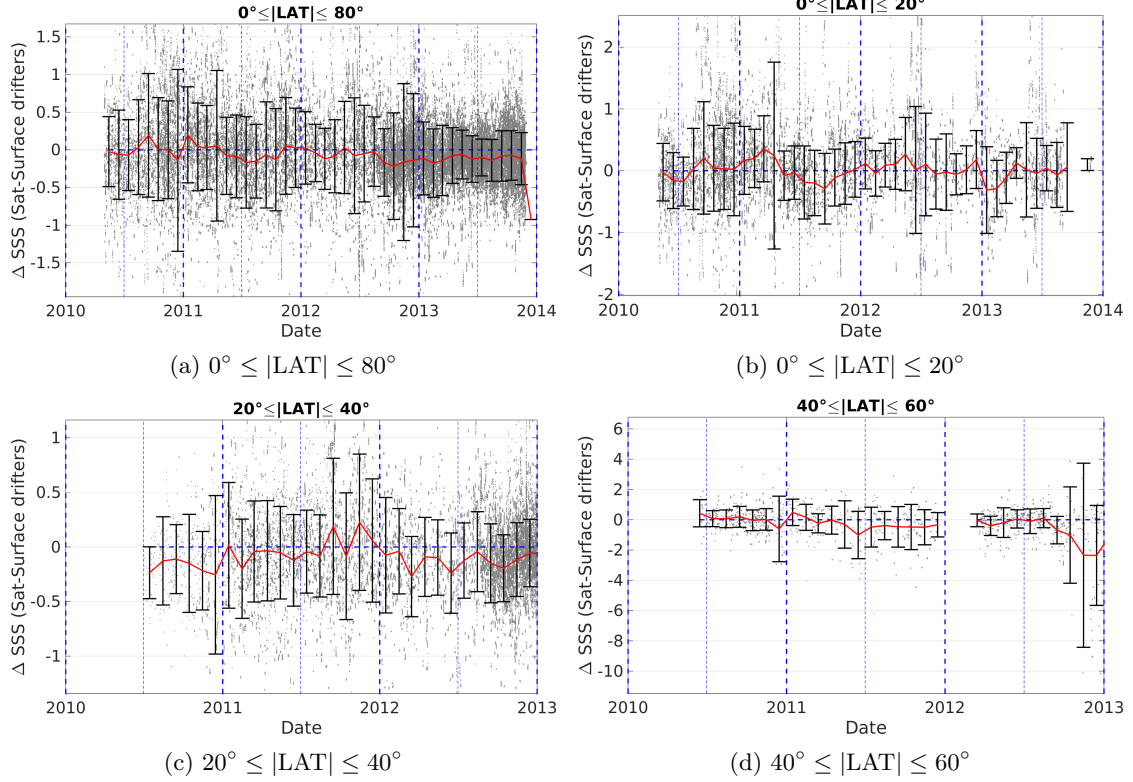 0°≤|LAT|≤ 80°
Δ SSS (Sat-Surface drifters)
1.5
1
0.5
0
-0.5
-1
-1.5
2010
2011
2012
2013
2014
Date
(a) 0° ≤ |LAT| ≤ 80°
0°≤|LAT|≤ 20°
Δ SSS (Sat-Surface drifters)
2
1
0
-1
-2
2010
2011
2012
2013
2014
Date
(b) 0° ≤ |LAT| ≤ 20°
20°≤|LAT|≤ 40°
Δ SSS (Sat-Surface drifters)
1
0.5
0
-0.5
-1
2010
2011
2012
2013
Date
(c) 20° ≤ |LAT| ≤ 40°
40°≤|LAT|≤ 60°
Δ SSS (Sat-Surface drifters)
6
4
2
0
-2
-4
-6
-8
-10
2010
2011
2012
2013
Date
(d) 40° ≤ |LAT| ≤ 60°